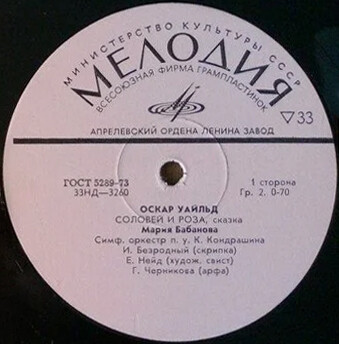 МИНИСТЕРСТВО КУЛЬТУРЫ СССР
МЕЛОДИЯ
ВСЕСОЮЗНАЯ ФИРМА ГРАМПЛАСТИНОК
▽33
АПРЕЛЕВСКИЙ ОРДЕНА ЛЕНИНА ЗАВОД
ГОСТ 5289-73
33НД—3260
1 сторона
Гр. 2. 0-70
ОСКАР УАЙЛЬД
СОЛОВЕЙ И РОЗА, сказка
Мария Бабанова
Симф. оркестр п. у К. Кондрашина
И. Безродный (скрипка)
Е. Нейд (худож. свист)
Г. Черникова (арфа)